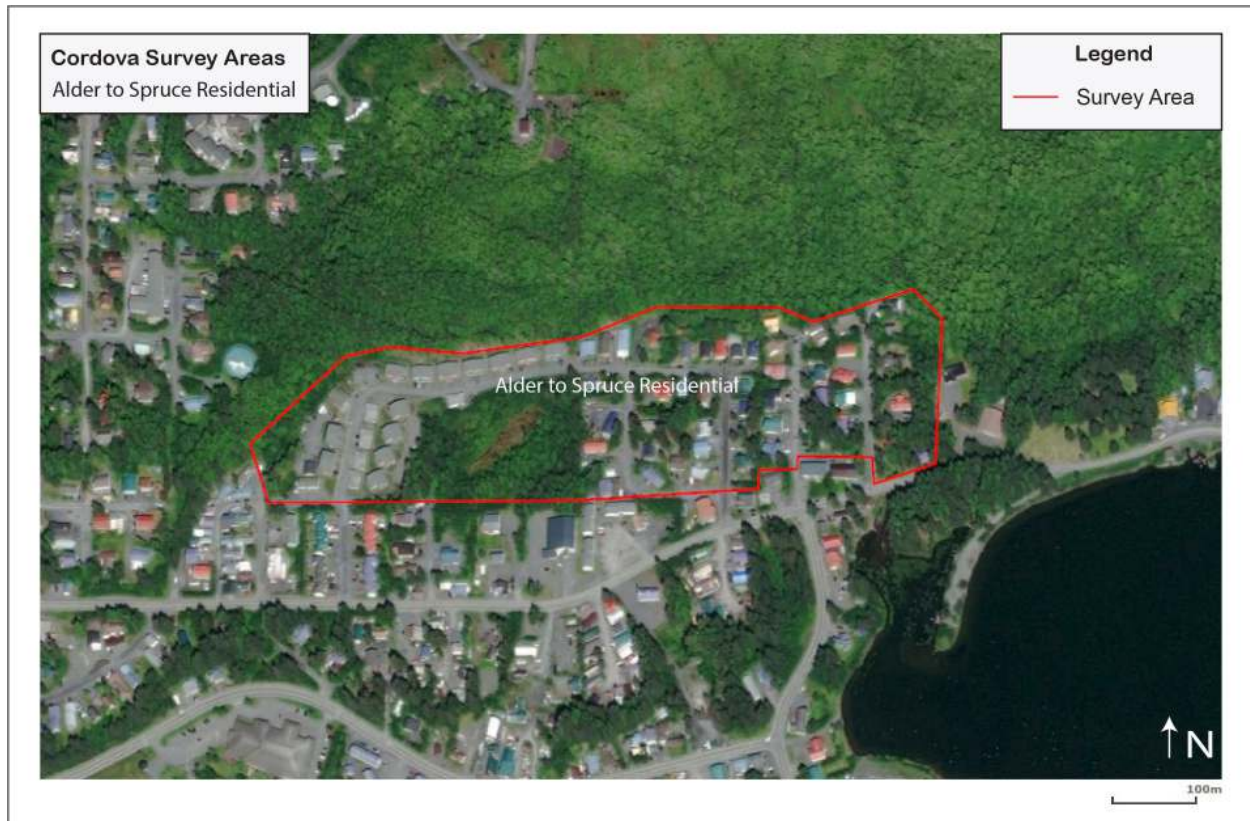 Cordova Survey Areas
Alder to Spruce Residential
Legend
Survey Area
Alder to Spruce Residential
N
100m